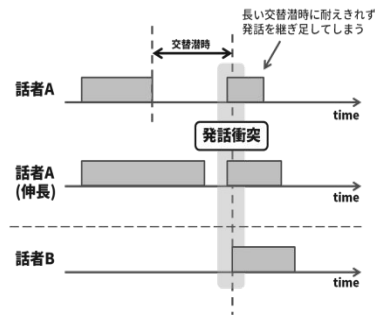 長い交替潜時に耐えきれず
発話を継ぎ足してしまう
交替潜時
話者A
time
発話衝突
話者A
(伸長)
time
話者B
time